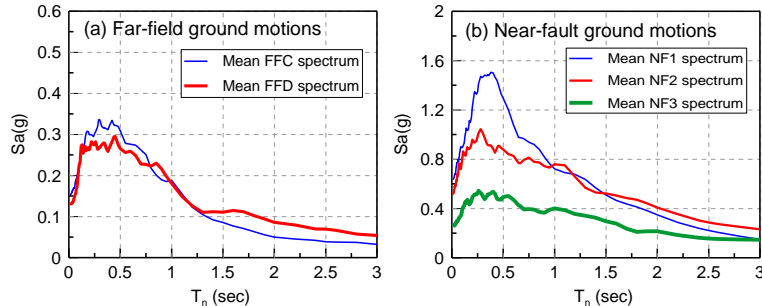 (a) Far-field ground motions
Mean FFC spectrum
Mean FFD spectrum
Sa(g)
0.6
0.5
0.4
0.3
0.2
0.1
0
0 0.5 1 1.5 2 2.5 3
Tn (sec)
(b) Near-fault ground motions
Mean NF1 spectrum
Mean NF2 spectrum
Mean NF3 spectrum
Sa(g)
2
1.6
1.2
0.8
0.4
0
0 0.5 1 1.5 2 2.5 3
Tn (sec)